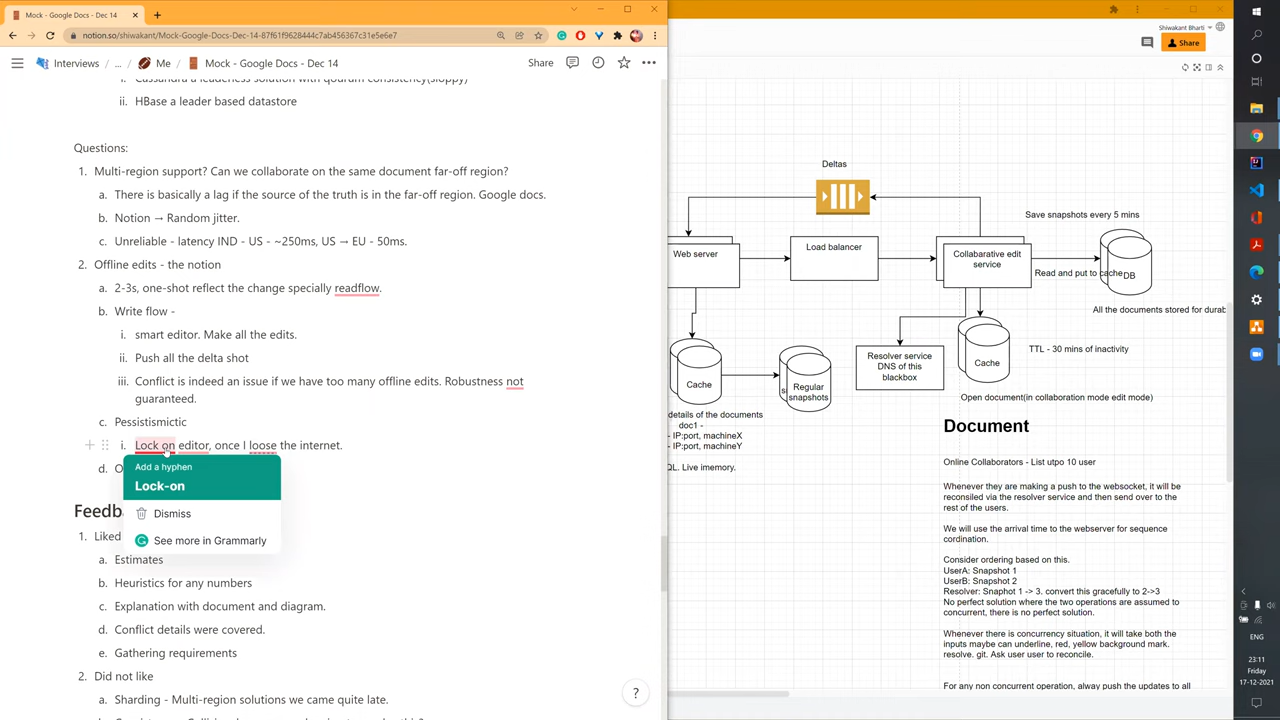 Mock - Google Docs - Dec 14
notion.so/shiwakant/Mock-Google-Docs-Dec-14-87f61f9628444c7ab456367c31e5e6e7
Interviews / ... / Me / Mock - Google Docs - Dec 14
Share
i. Cassandra a leaderless solution with quoram consistency(sloppy)
ii. HBase a leader based datastore
Questions:
1. Multi-region support? Can we collaborate on the same document far-off region?
a. There is basically a lag if the source of the truth is in the far-off region. Google docs.
b. Notion → Random jitter.
c. Unreliable - latency IND - US - ~250ms, US → EU - 50ms.
2. Offline edits - the notion
a. 2-3s, one-shot reflect the change specially readflow.
b. Write flow -
i. smart editor. Make all the edits.
ii. Push all the delta shot
iii. Conflict is indeed an issue if we have too many offline edits. Robustness not
guaranteed.
c. Pessistismictic
i. Lock on editor, once I loose the internet.
d. O
Add a hyphen
Lock-on
Dismiss
See more in Grammarly
Feedb
1. Liked
a. Estimates
b. Heuristics for any numbers
c. Explanation with document and diagram.
d. Conflict details were covered.
e. Gathering requirements
2. Did not like
a. Sharding - Multi-region solutions we came quite late.
?
Shiwakant Bharti
Share
Deltas
Save snapshots every 5 mins
Web server
Load balancer
Collabarative edit
service
Read and put to cache
DB
All the documents stored for durab
Cache
Regular
snapshots
Resolver service
DNS of this
blackbox
Cache
TTL - 30 mins of inactivity
Open document(in collaboration mode edit mode)
details of the documents
doc1 -
- IP:port, machineX
- IP:port, machineY
QL. Live imemory.
Document
Online Collaborators - List utpo 10 user
Whenever they are making a push to the websocket, it will be
reconsiled via the resolver service and then send over to the
rest of the users.
We will use the arrival time to the webserver for sequence
cordination.
Consider ordering based on this.
UserA: Snapshot 1
UserB: Snapshot 2
Resolver: Snaphot 1 -> 3. convert this gracefully to 2->3
No perfect solution where the two operations are assumed to
concurrent, there is no perfect solution.
Whenever there is concurrency situation, it will take both the
inputs maybe can underline, red, yellow background mark.
resolve. git. Ask user user to reconcile.
For any non concurrent operation, alway push the updates to all
ENG
23:11
Friday
17-12-2021